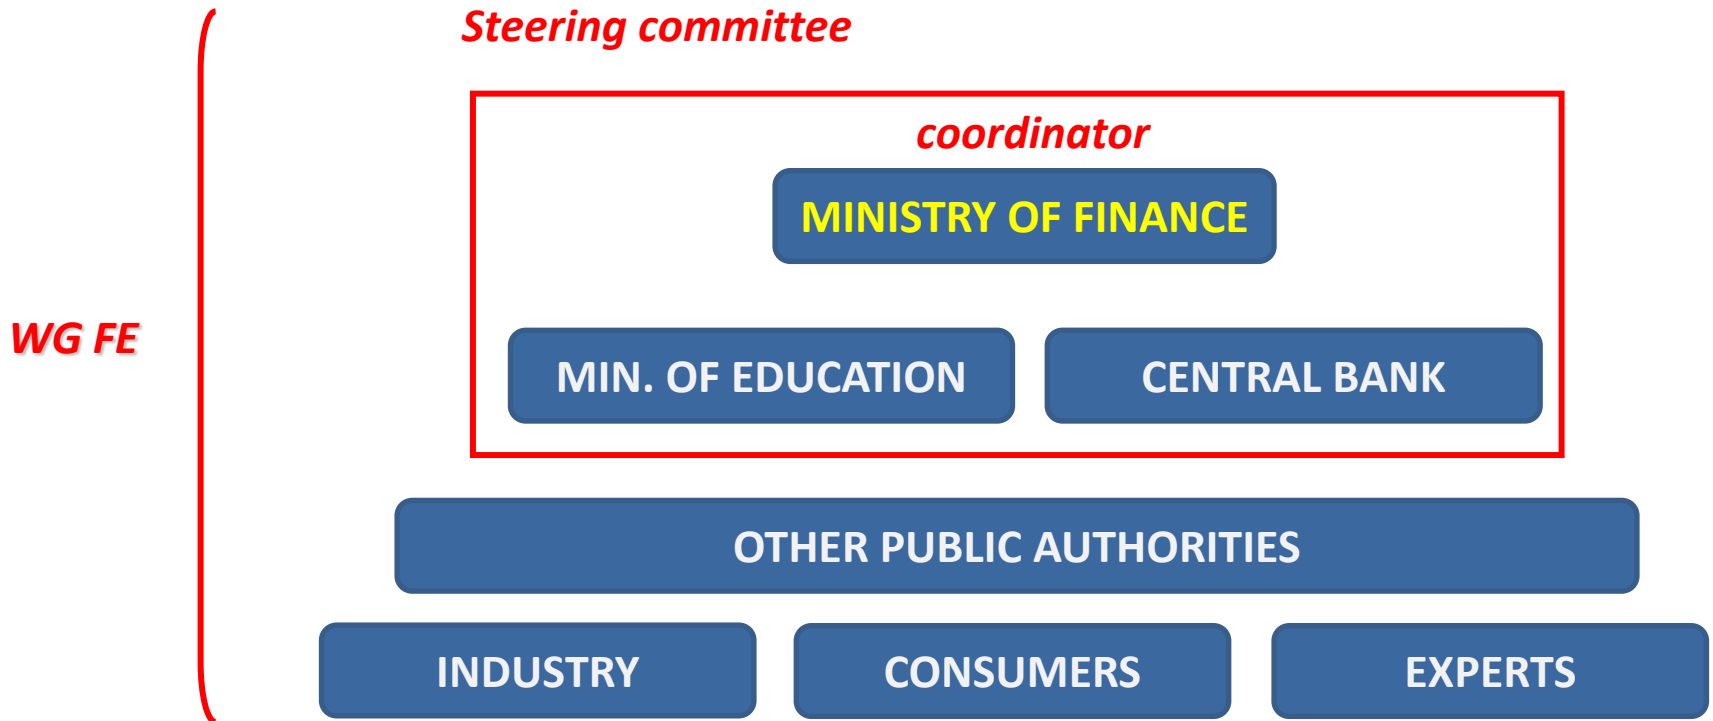 Steering committee
coordinator
MINISTRY OF FINANCE
WG FE
MIN. OF EDUCATION
CENTRAL BANK
OTHER PUBLIC AUTHORITIES
INDUSTRY
CONSUMERS
EXPERTS